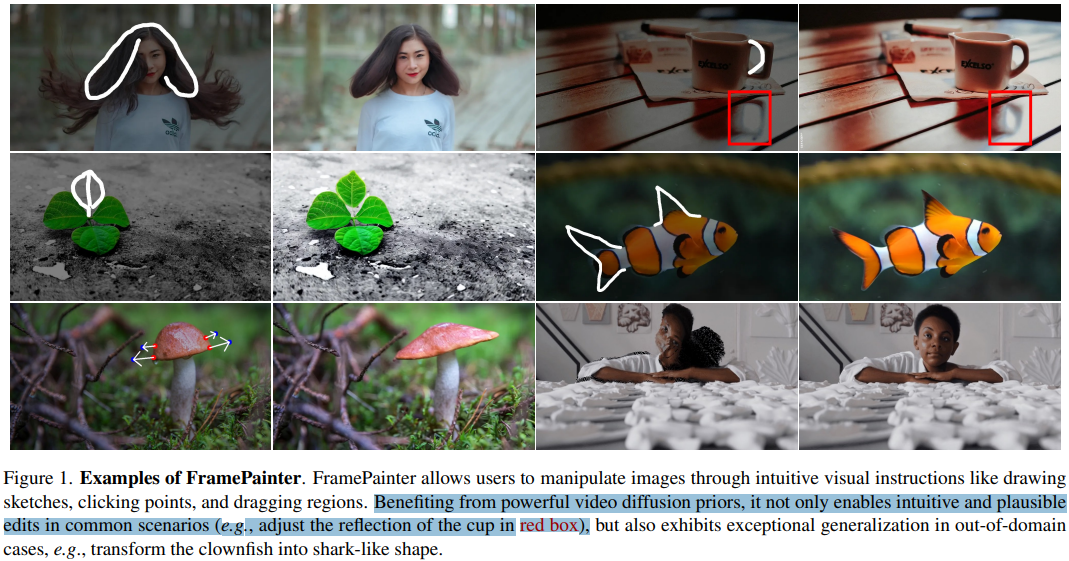 EXCELSO
Figure 1. Examples of FramePainter. FramePainter allows users to manipulate images through intuitive visual instructions like drawing
sketches, clicking points, and dragging regions. Benefiting from powerful video diffusion priors, it not only enables intuitive and plausible
edits in common scenarios (e.g., adjust the reflection of the cup in red box), but also exhibits exceptional generalization in out-of-domain
cases, e.g., transform the clownfish into shark-like shape.